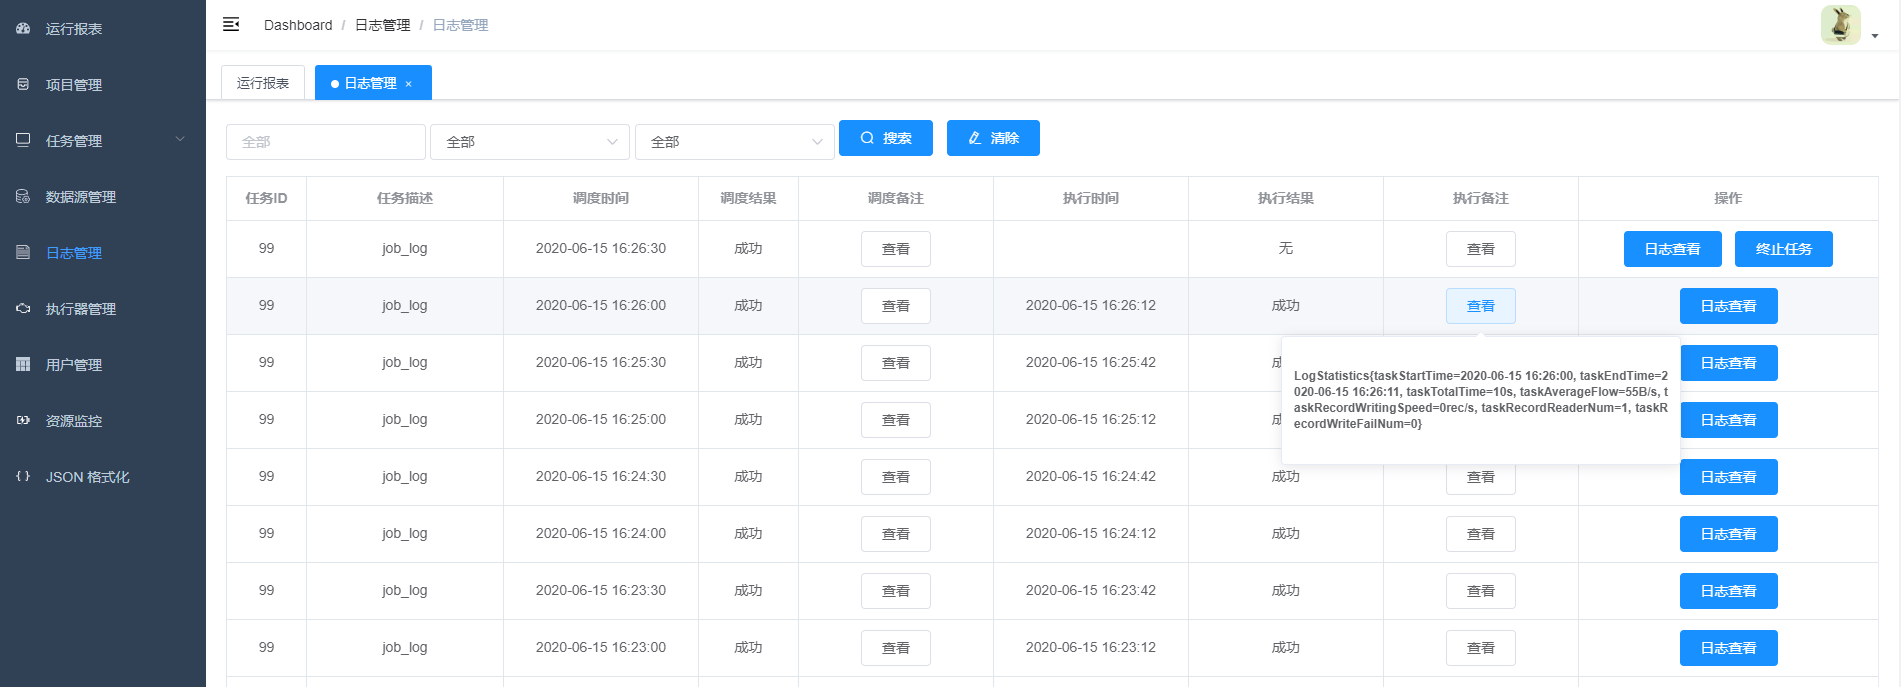 运行报表
项目管理
任务管理
数据源管理
日志管理
执行器管理
用户管理
资源监控
JSON 格式化
Dashboard / 日志管理 / 日志管理
运行报表 日志管理 ×
全部 全部 全部 搜索 清除
任务ID 任务描述 调度时间 调度结果 调度备注 执行时间 执行结果 执行备注 操作
99 job_log 2020-06-15 16:26:30 成功 查看 无 查看 日志查看 终止任务
99 job_log 2020-06-15 16:26:00 成功 查看 2020-06-15 16:26:12 成功 查看 日志查看
99 job_log 2020-06-15 16:25:30 成功 查看 2020-06-15 16:25:42 日志查看
LogStatistics{taskStartTime=2020-06-15 16:26:00, taskEndTime=2
020-06-15 16:26:11, taskTotalTime=10s, taskAverageFlow=55B/s, t
askRecordWritingSpeed=0rec/s, taskRecordReaderNum=1, taskR
ecordWriteFailNum=0}
99 job_log 2020-06-15 16:25:00 成功 查看 2020-06-15 16:25:12 日志查看
99 job_log 2020-06-15 16:24:30 成功 查看 2020-06-15 16:24:42 成功 查看 日志查看
99 job_log 2020-06-15 16:24:00 成功 查看 2020-06-15 16:24:12 成功 查看 日志查看
99 job_log 2020-06-15 16:23:30 成功 查看 2020-06-15 16:23:42 成功 查看 日志查看
99 job_log 2020-06-15 16:23:00 成功 查看 2020-06-15 16:23:12 成功 查看 日志查看